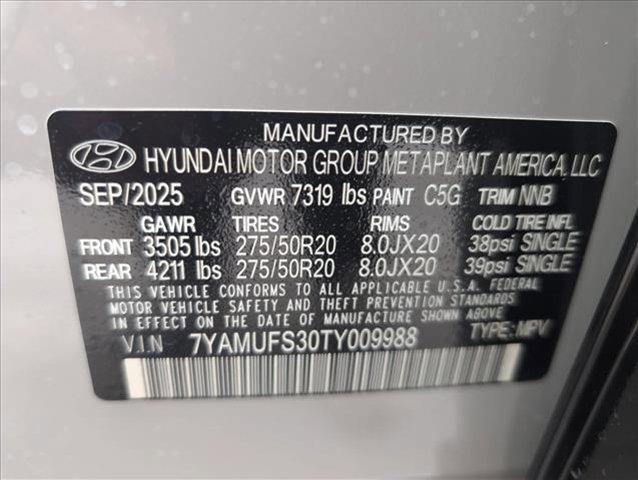 MANUFACTURED BY
HYUNDAI MOTOR GROUP METAPLANT AMERICA, LLC
SEP/2025 GVWR 7319 lbs PAINT C5G TRIM NNB
GAWR TIRES RIMS COLD TIRE INFL
FRONT 3505 lbs 275/50R20 8.0JX20 38psi SINGLE
REAR 4211 lbs 275/50R20 8.0JX20 39psi SINGLE
THIS VEHICLE CONFORMS TO ALL APPLICABLE U.S.A. FEDERAL
MOTOR VEHICLE SAFETY AND THEFT PREVENTION STANDARDS
IN EFFECT ON THE DATE OF MANUFACTURE SHOWN ABOVE.
V.I.N 7YAMUFS30TY009988 TYPE: MPV